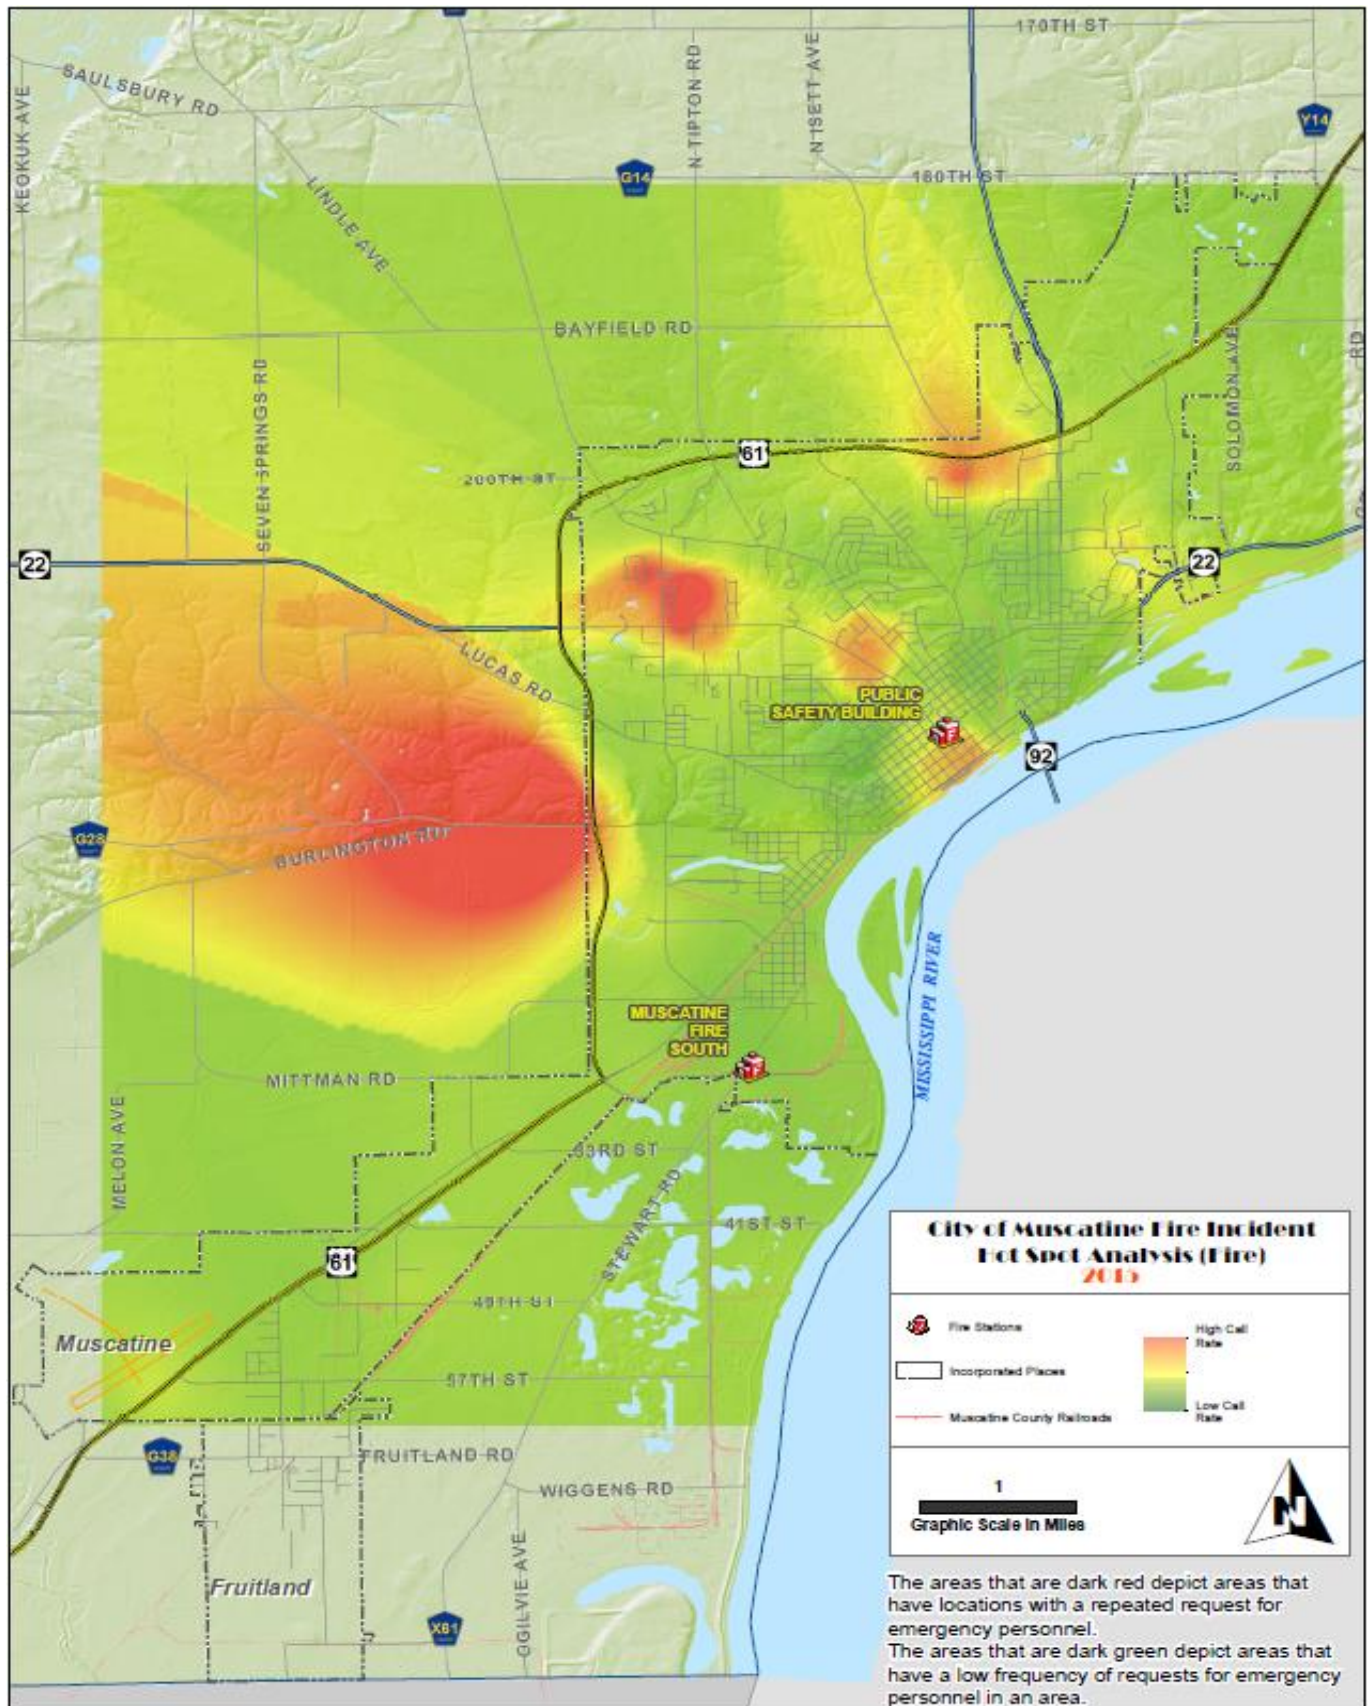 170TH ST
SAULSBURY RD
KEOKUK AVE
N TIPTON RD
N ISETT AVE
Y14
G14
180TH ST
LINDLE AVE
BAYFIELD RD
SEVEN SPRINGS RD
SOLOMON AVE
RD
61
200TH ST
22
22
LUCAS RD
PUBLIC
SAFETY BUILDING
92
G28
BURLINGTON RD
MISSISSIPPI RIVER
MUSCATINE
FIRE
SOUTH
MITTMAN RD
MELON AVE
33RD ST
STEWART RD
41ST ST
61
49TH ST
Muscatine
57TH ST
G38
FRUITLAND RD
WIGGENS RD
Fruitland
OGILVIE AVE
X61
City of Muscatine Fire Incident
Hot Spot Analysis (Fire)
2015
Fire Stations
Incorporated Places
Muscatine County Railroads
High Call
Rate
Low Call
Rate
1
Graphic Scale in Miles
N
The areas that are dark red depict areas that
have locations with a repeated request for
emergency personnel.
The areas that are dark green depict areas that
have a low frequency of requests for emergency
personnel in an area.